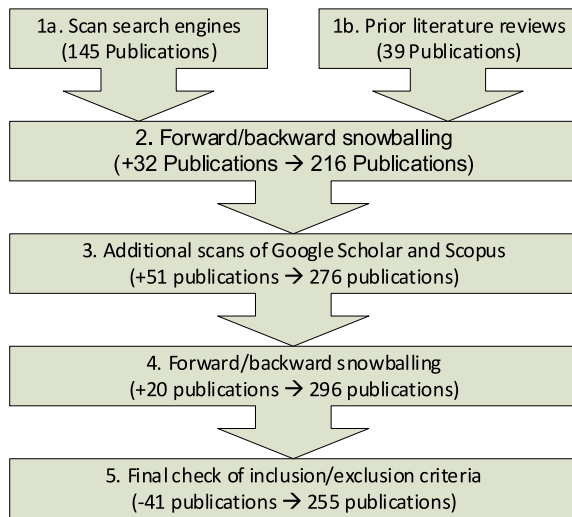 1a. Scan search engines
(145 Publications)
1b. Prior literature reviews
(39 Publications)
2. Forward/backward snowballing
(+32 Publications → 216 Publications)
3. Additional scans of Google Scholar and Scopus
(+51 publications → 276 publications)
4. Forward/backward snowballing
(+20 publications → 296 publications)
5. Final check of inclusion/exclusion criteria
(-41 publications → 255 publications)